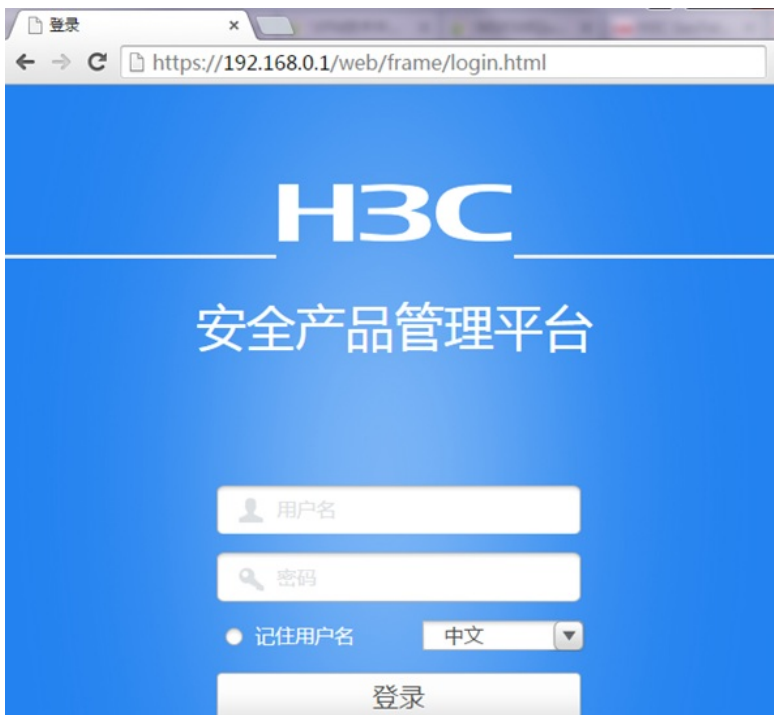 登录
https://192.168.0.1/web/frame/login.html
H3C
安全产品管理平台
用户名
密码
记住用户名 中文
登录